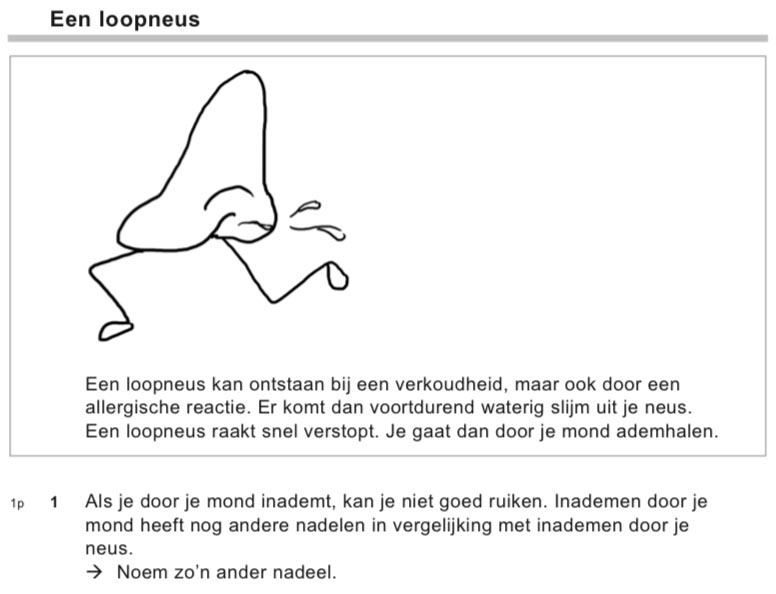 Een loopneus
Een loopneus kan ontstaan bij een verkoudheid, maar ook door een
allergische reactie. Er komt dan voortdurend waterig slijm uit je neus.
Een loopneus raakt snel verstopt. Je gaat dan door je mond ademhalen.
1p 1 Als je door je mond inademt, kan je niet goed ruiken. Inademen door je
mond heeft nog andere nadelen in vergelijking met inademen door je
neus.
→ Noem zo'n ander nadeel.